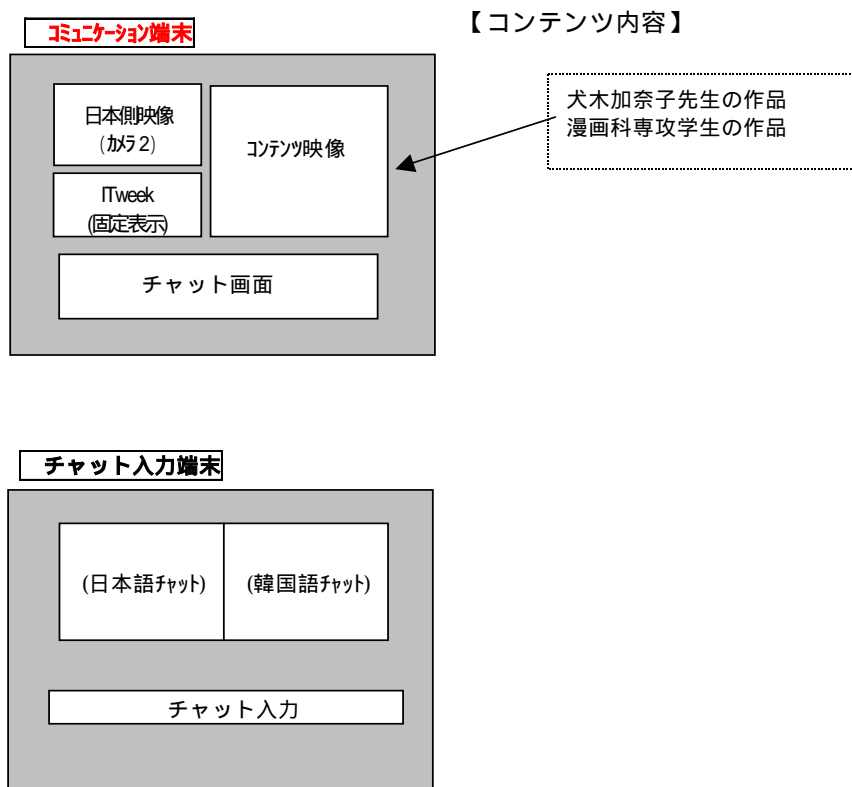 ｺﾐｭﾆｹｰｼｮﾝ端末
【コンテンツ内容】
犬木加奈子先生の作品
漫画科専攻学生の作品
日本側映像
(ｶﾒﾗ2)
ｺﾝﾃﾝﾂ映像
ITweek
(固定表示)
チャット画面
チャット入力端末
(日本語ﾁｬｯﾄ)
(韓国語ﾁｬｯﾄ)
チャット入力